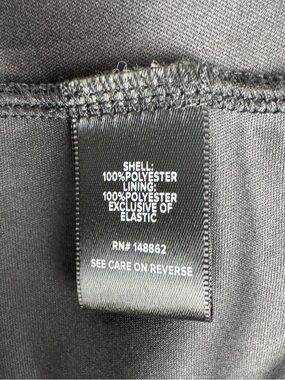 SHELL:
100%POLYESTER
LINING:
100%POLYESTER
EXCLUSIVE OF
ELASTIC
RN# 148862
SEE CARE ON REVERSE